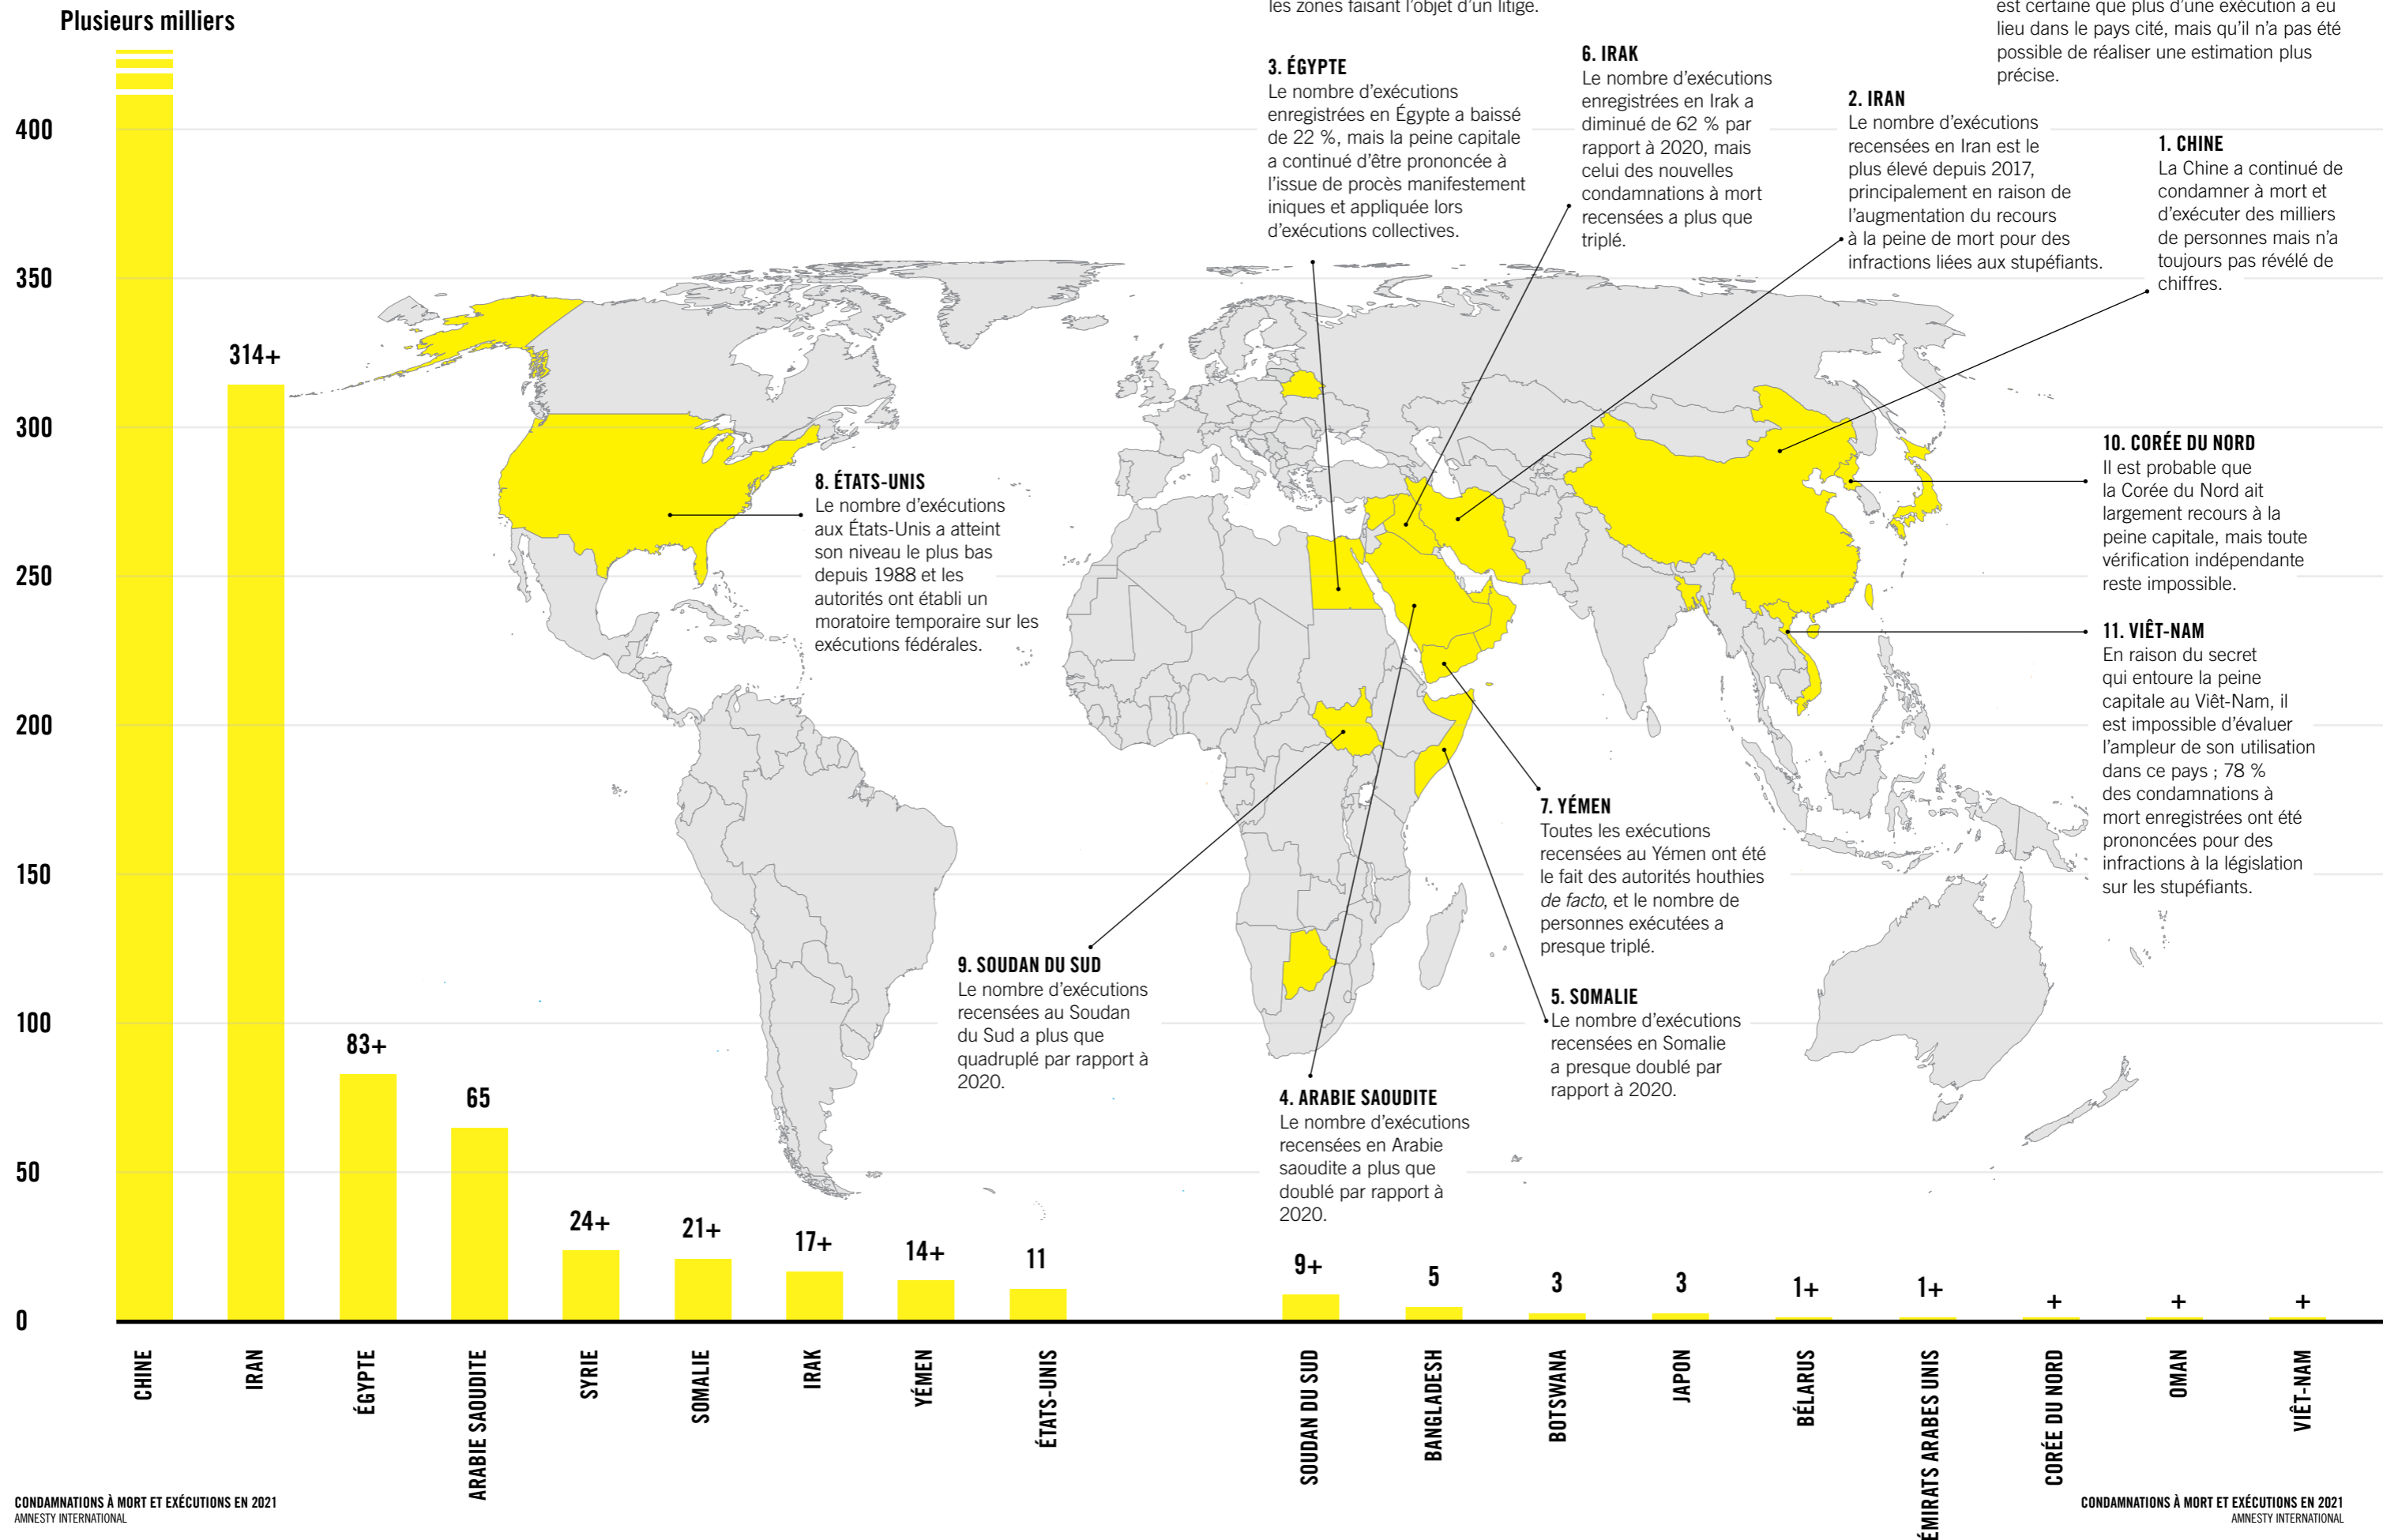 Plusieurs milliers
les zones faisant l’objet d’un litige.
est certaine que plus d’une exécution a eu
lieu dans le pays cité, mais qu’il n’a pas été
possible de réaliser une estimation plus
précise.
3. ÉGYPTE
Le nombre d’exécutions
enregistrées en Égypte a baissé
de 22 %, mais la peine capitale
a continué d’être prononcée à
l’issue de procès manifestement
iniques et appliquée lors
d’exécutions collectives.
6. IRAK
Le nombre d’exécutions
enregistrées en Irak a
diminué de 62 % par
rapport à 2020, mais
celui des nouvelles
condamnations à mort
recensées a plus que
triplé.
2. IRAN
Le nombre d’exécutions
recensées en Iran est le
plus élevé depuis 2017,
principalement en raison de
l’augmentation du recours
à la peine de mort pour des
infractions liées aux stupéfiants.
1. CHINE
La Chine a continué de
condamner à mort et
d’exécuter des milliers
de personnes mais n’a
toujours pas révélé de
chiffres.
8. ÉTATS-UNIS
Le nombre d’exécutions
aux États-Unis a atteint
son niveau le plus bas
depuis 1988 et les
autorités ont établi un
moratoire temporaire sur les
exécutions fédérales.
10. CORÉE DU NORD
Il est probable que
la Corée du Nord ait
largement recours à la
peine capitale, mais toute
vérification indépendante
reste impossible.
11. VIÊT-NAM
En raison du secret
qui entoure la peine
capitale au Viêt-Nam, il
est impossible d’évaluer
l’ampleur de son utilisation
dans ce pays ; 78 %
des condamnations à
mort enregistrées ont été
prononcées pour des
infractions à la législation
sur les stupéfiants.
7. YÉMEN
Toutes les exécutions
recensées au Yémen ont été
le fait des autorités houthies
de facto, et le nombre de
personnes exécutées a
presque triplé.
9. SOUDAN DU SUD
Le nombre d’exécutions
recensées au Soudan
du Sud a plus que
quadruplé par rapport à
2020.
5. SOMALIE
Le nombre d’exécutions
recensées en Somalie
a presque doublé par
rapport à 2020.
4. ARABIE SAOUDITE
Le nombre d’exécutions
recensées en Arabie
saoudite a plus que
doublé par rapport à
2020.
400
350
300
250
200
150
100
50
0
314+
83+
65
24+
21+
17+
14+
11
9+
5
3
3
1+
1+
+
+
+
CHINE
IRAN
ÉGYPTE
ARABIE SAOUDITE
SYRIE
SOMALIE
IRAK
YÉMEN
ÉTATS-UNIS
SOUDAN DU SUD
BANGLADESH
BOTSWANA
JAPON
BÉLARUS
ÉMIRATS ARABES UNIS
CORÉE DU NORD
OMAN
VIÊT-NAM
CONDAMNATIONS À MORT ET EXÉCUTIONS EN 2021
AMNESTY INTERNATIONAL
CONDAMNATIONS À MORT ET EXÉCUTIONS EN 2021
AMNESTY INTERNATIONAL